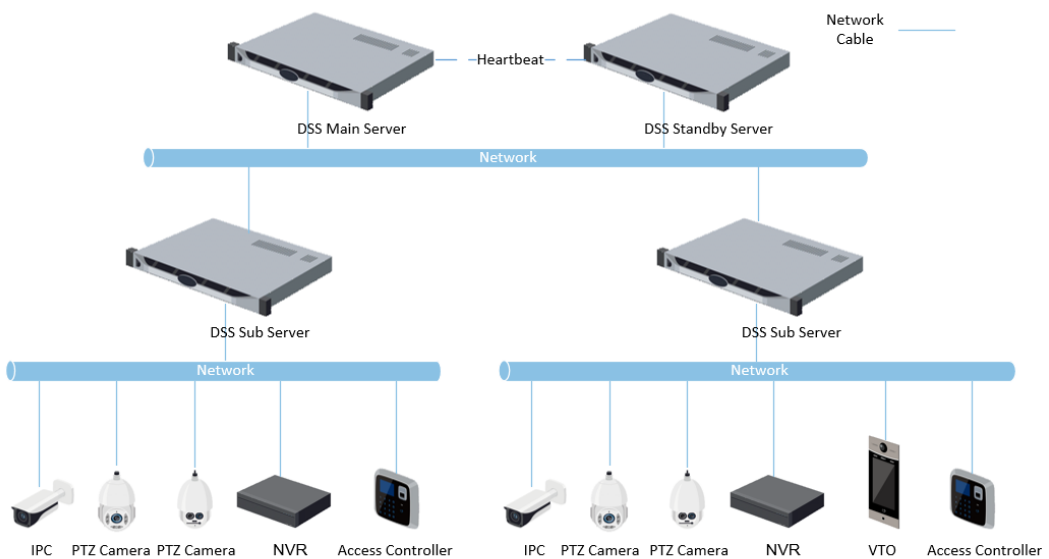 Network
Cable
Heartbeat
DSS Main Server
DSS Standby Server
Network
DSS Sub Server
DSS Sub Server
Network
Network
IPC
PTZ Camera
PTZ Camera
NVR
Access Controller
IPC
PTZ Camera
PTZ Camera
NVR
VTO
Access Controller